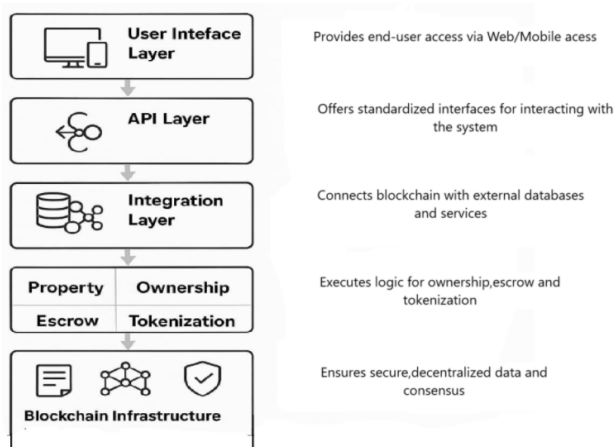 User Inteface
Layer
Provides end-user access via Web/Mobile acess
API Layer
Offers standardized interfaces for interacting with
the system
Integration
Layer
Connects blockchain with external databases
and services
Property Ownership
Escrow Tokenization
Executes logic for ownership,escrow and
tokenization
Blockchain Infrastructure
Ensures secure,decentralized data and
consensus